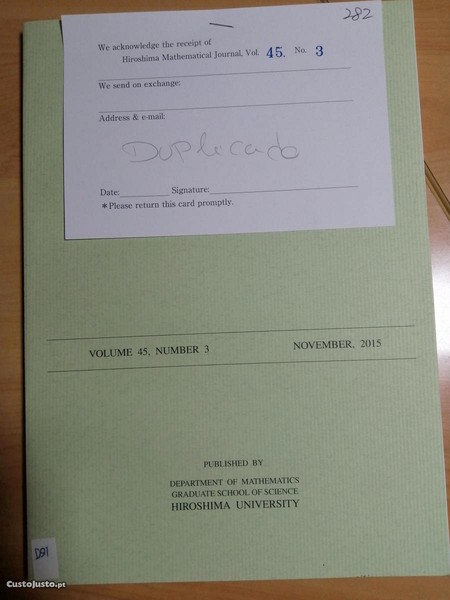 282
We acknowledge the receipt of
Hiroshima Mathematical Journal, Vol. 45. No. 3
We send on exchange:
Address & e-mail:
Duplicado
Date: Signature:
*Please return this card promptly.
VOLUME 45, NUMBER 3 NOVEMBER, 2015
PUBLISHED BY
DEPARTMENT OF MATHEMATICS
GRADUATE SCHOOL OF SCIENCE
HIROSHIMA UNIVERSITY
CustoJusto.pt